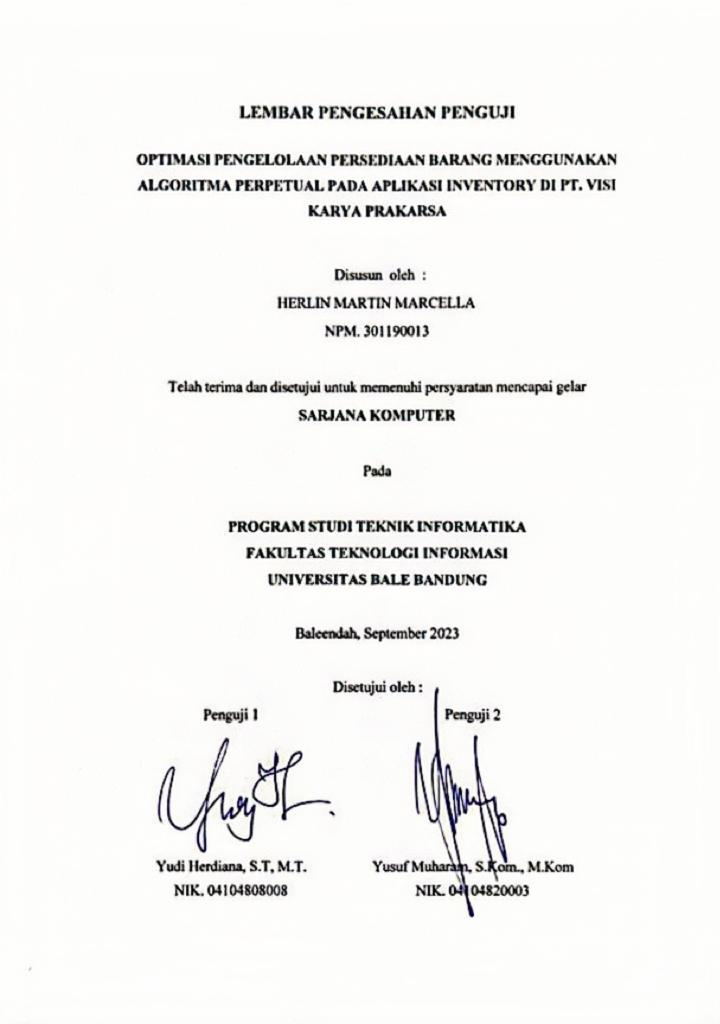 LEMBAR PENGESAHAN PENGUJI
OPTIMASI PENGELOLAAN PERSEDIAAN BARANG MENGGUNAKAN
ALGORITMA PERPETUAL PADA APLIKASI INVENTORY DI PT. VISI
KARYA PRAKARSA
Disusun oleh :
HERLIN MARTIN MARCELLA
NPM. 301190013
Telah terima dan disetujui untuk memenuhi persyaratan mencapai gelar
SARJANA KOMPUTER
Pada
PROGRAM STUDI TEKNIK INFORMATIKA
FAKULTAS TEKNOLOGI INFORMASI
UNIVERSITAS BALE BANDUNG
Baleendah, September 2023
Disetujui oleh :
Penguji 1 Penguji 2
Yudi Herdiana, S.T, M.T. Yusuf Muharam, S.Kom., M.Kom
NIK. 04104808008 NIK. 04104820003